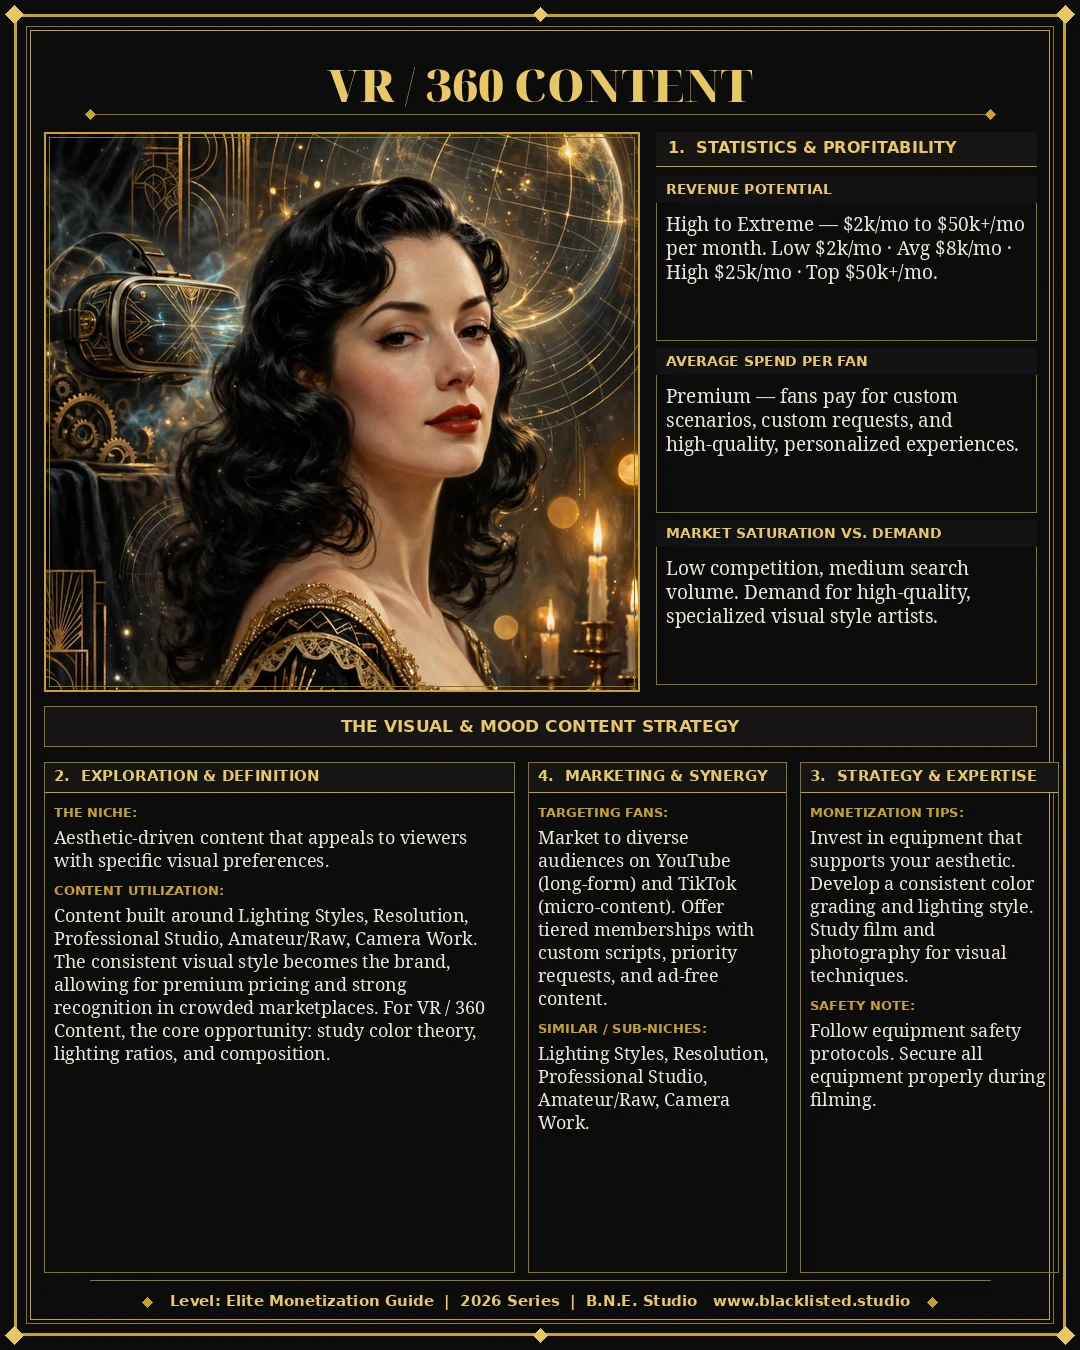 VR / 360 CONTENT
1. STATISTICS & PROFITABILITY
REVENUE POTENTIAL
High to Extreme — $2k/mo to $50k+/mo
per month. Low $2k/mo · Avg $8k/mo ·
High $25k/mo · Top $50k+/mo.
AVERAGE SPEND PER FAN
Premium — fans pay for custom
scenarios, custom requests, and
high-quality, personalized experiences.
MARKET SATURATION VS. DEMAND
Low competition, medium search
volume. Demand for high-quality,
specialized visual style artists.
THE VISUAL & MOOD CONTENT STRATEGY
2. EXPLORATION & DEFINITION
THE NICHE:
Aesthetic-driven content that appeals to viewers
with specific visual preferences.
CONTENT UTILIZATION:
Content built around Lighting Styles, Resolution,
Professional Studio, Amateur/Raw, Camera Work.
The consistent visual style becomes the brand,
allowing for premium pricing and strong
recognition in crowded marketplaces. For VR / 360
Content, the core opportunity: study color theory,
lighting ratios, and composition.
4. MARKETING & SYNERGY
TARGETING FANS:
Market to diverse
audiences on YouTube
(long-form) and TikTok
(micro-content). Offer
tiered memberships with
custom scripts, priority
requests, and ad-free
content.
SIMILAR / SUB-NICHES:
Lighting Styles, Resolution,
Professional Studio,
Amateur/Raw, Camera
Work.
3. STRATEGY & EXPERTISE
MONETIZATION TIPS:
Invest in equipment that
supports your aesthetic.
Develop a consistent color
grading and lighting style.
Study film and
photography for visual
techniques.
SAFETY NOTE:
Follow equipment safety
protocols. Secure all
equipment properly during
filming.
Level: Elite Monetization Guide | 2026 Series | B.N.E. Studio www.blacklisted.studio